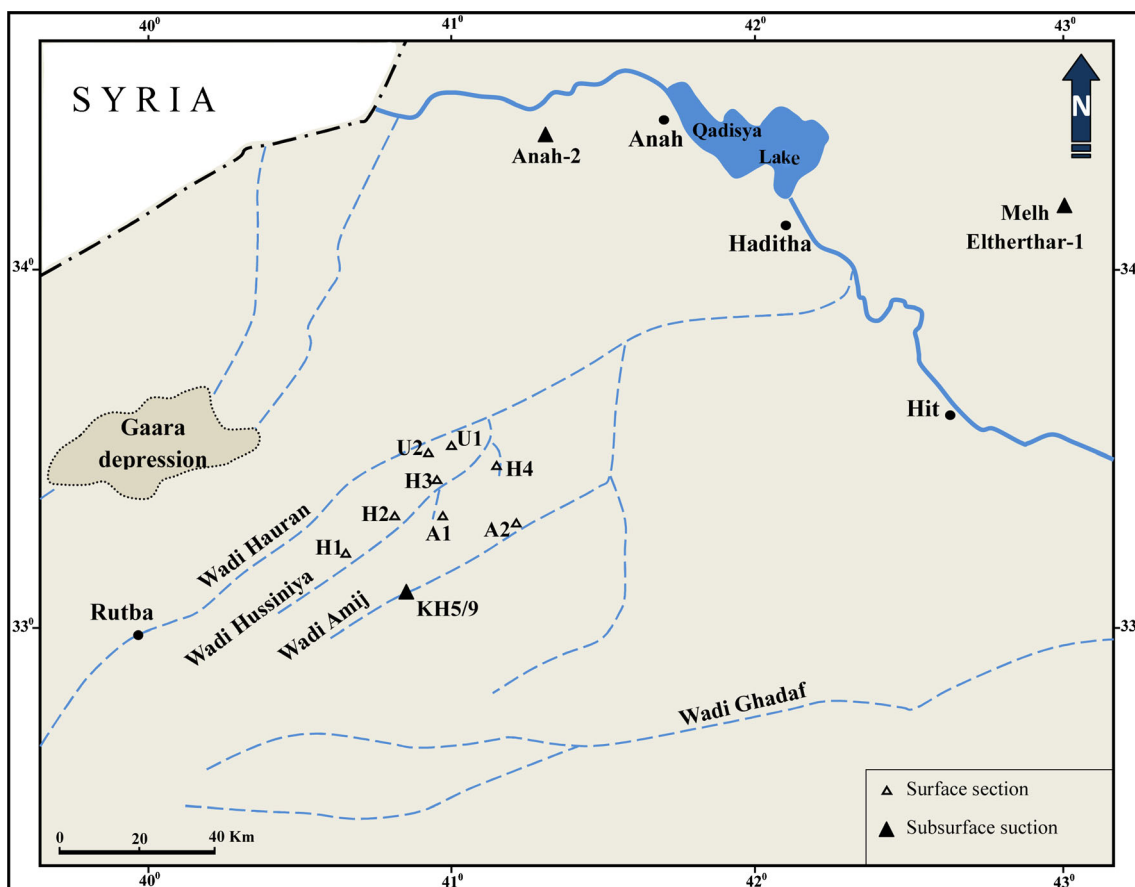 40⁰ 41⁰ 42⁰ 43⁰
SYRIA
N
Anah
Qadisya
Lake
Anah-2
Melh
Eltherthar-1
Haditha
34⁰ 34⁰
Hit
Gaara
depression
U2 U1
H3 H4
H2 A1 A2
H1
Wadi Hauran
Wadi Hussiniya
Wadi Amij
KH5/9
Rutba
33⁰ 33⁰
Wadi Ghadaf
Surface section
Subsurface suction
0 20 40 Km
40⁰ 41⁰ 42⁰ 43⁰